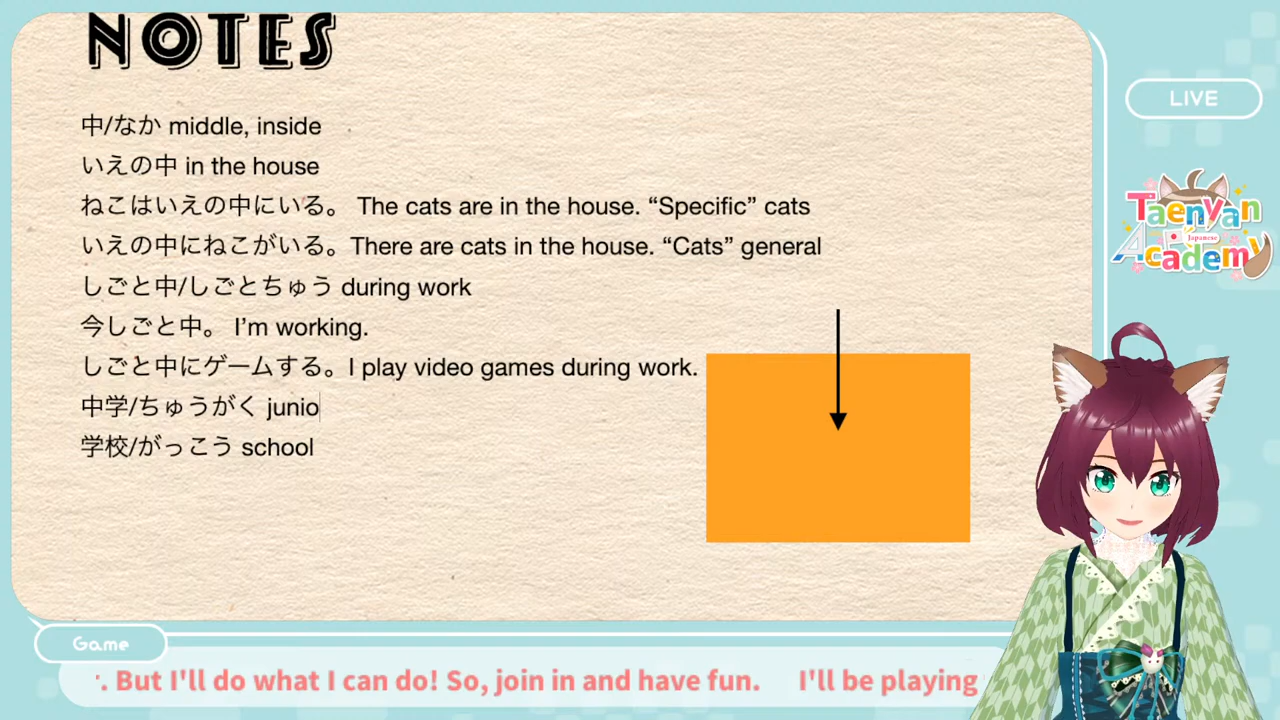 NOTES
中/なか middle, inside
いえの中 in the house
ねこはいえの中にいる。 The cats are in the house. “Specific” cats
いえの中にねこがいる。There are cats in the house. “Cats” general
しごと中/しごとちゅう during work
今しごと中。 I’m working.
しごと中にゲームする。I play video games during work.
中学/ちゅうがく junio
学校/がっこう school
LIVE
Taenyan
Japanese
Academy
Game
. But I'll do what I can do! So, join in and have fun. I'll be playing